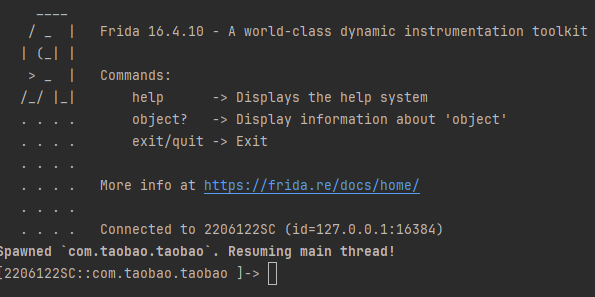 ____
   / _  |   Frida 16.4.10 - A world-class dynamic instrumentation toolkit
  | (_| |
   > _  |   Commands:
  /_/ |_|       help      -> Displays the help system
  . . . .       object?   -> Display information about 'object'
  . . . .       exit/quit -> Exit
  . . . .
  . . . .   More info at https://frida.re/docs/home/
  . . . .
  . . . .   Connected to 2206122SC (id=127.0.0.1:16384)
Spawned `com.taobao.taobao`. Resuming main thread!
[2206122SC::com.taobao.taobao ]->